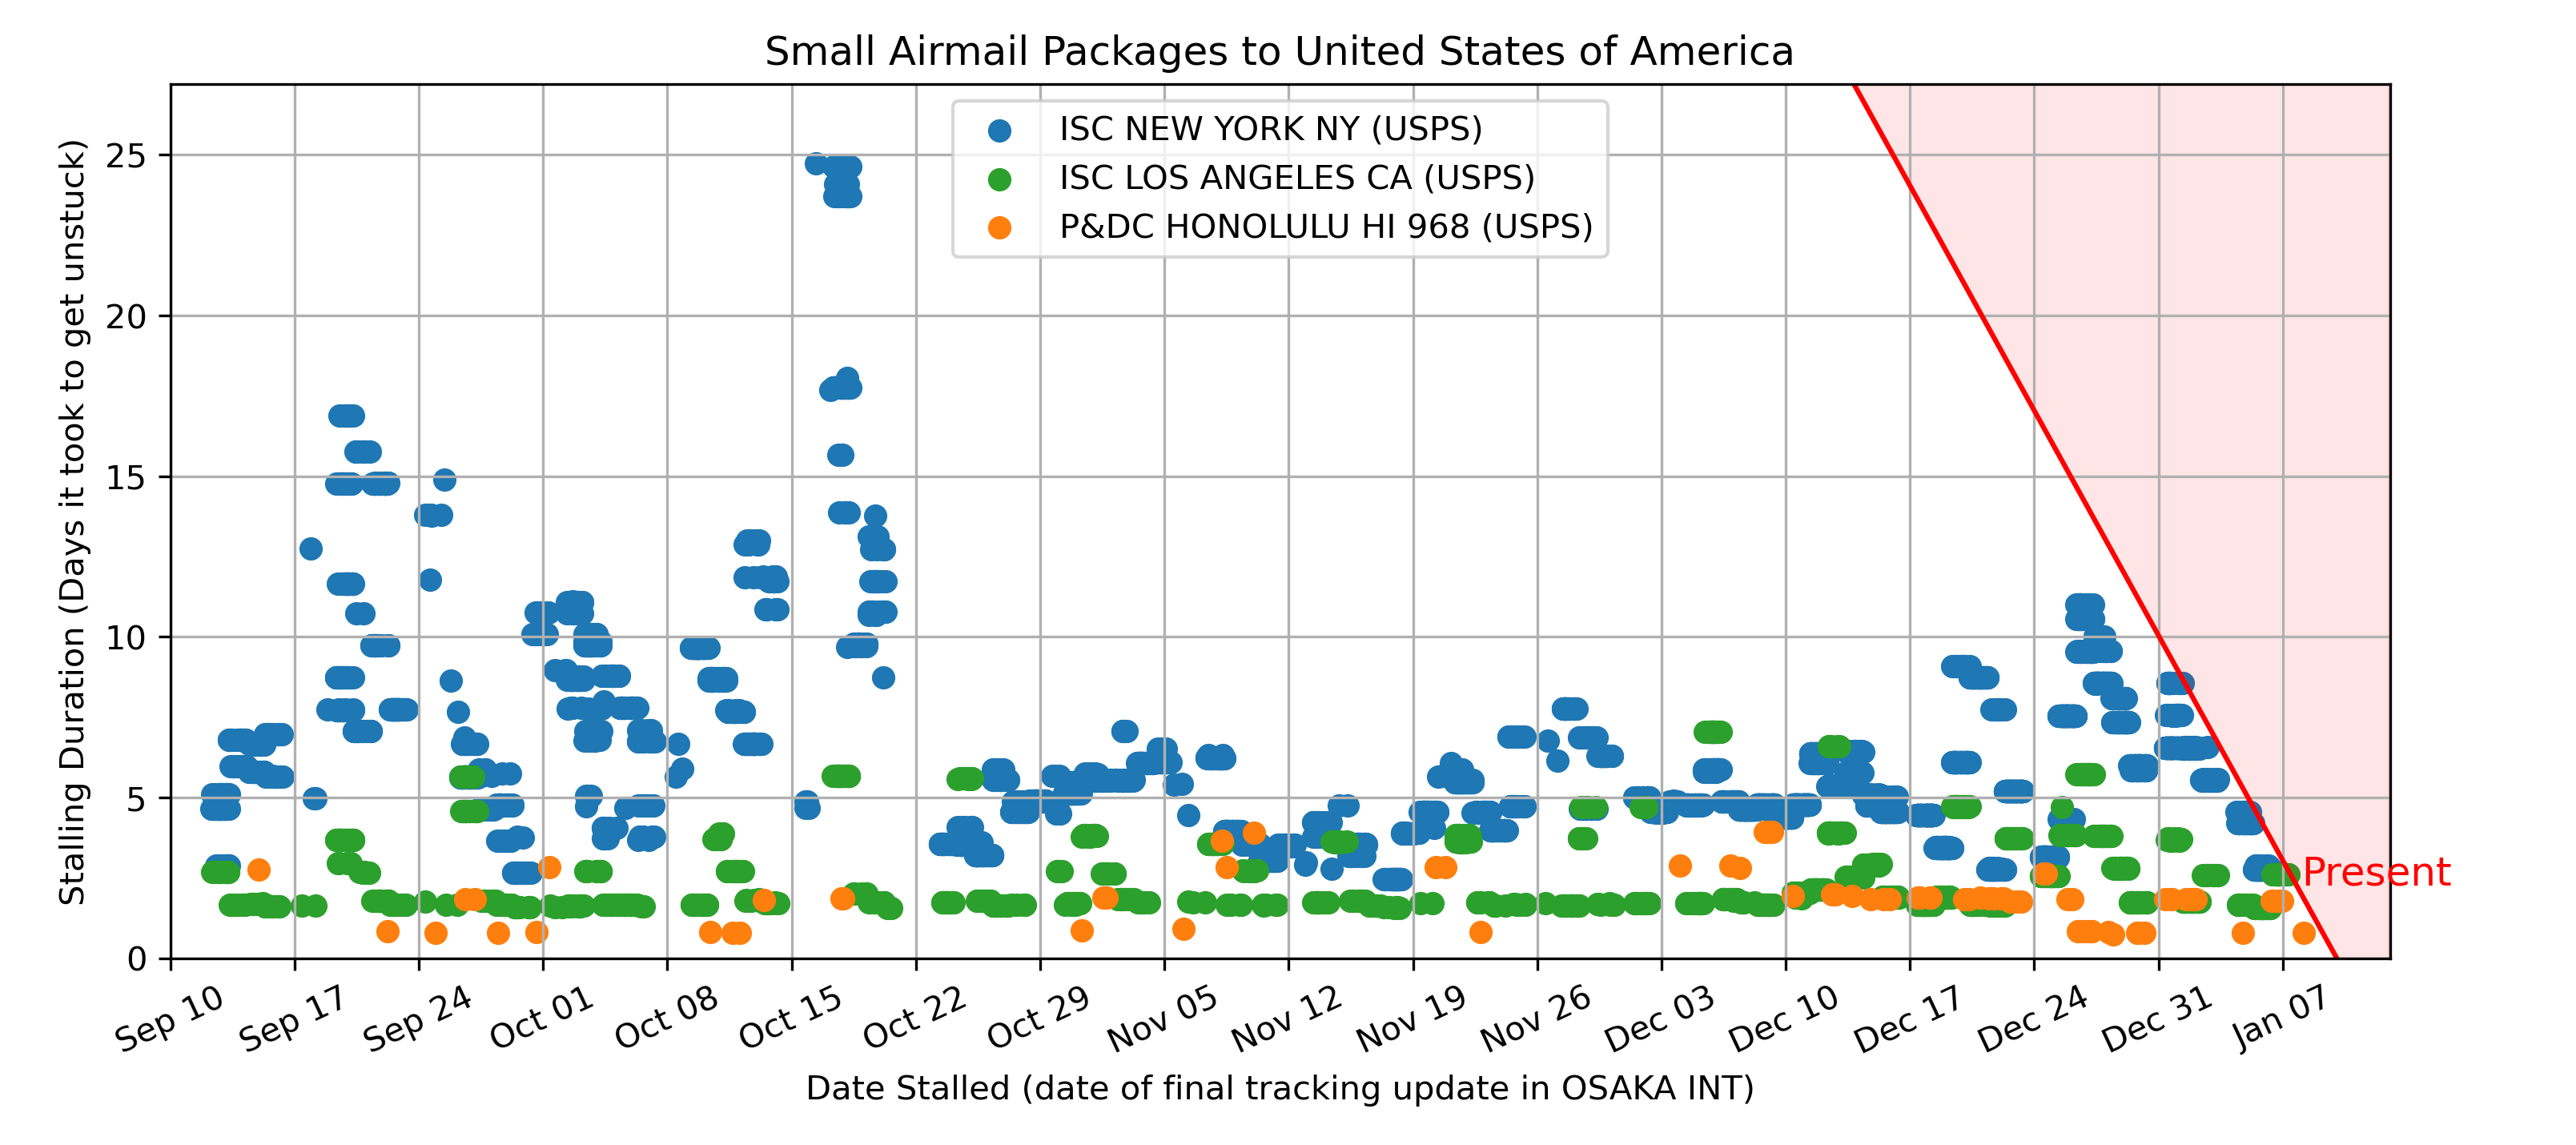 Small Airmail Packages to United States of America
ISC NEW YORK NY (USPS)
ISC LOS ANGELES CA (USPS)
P&DC HONOLULU HI 968 (USPS)
Stalling Duration (Days it took to get unstuck)
25
20
15
10
5
0
Present
Sep 10
Sep 17
Sep 24
Oct 01
Oct 08
Oct 15
Oct 22
Oct 29
Nov 05
Nov 12
Nov 19
Nov 26
Dec 03
Dec 10
Dec 17
Dec 24
Dec 31
Jan 07
Date Stalled (date of final tracking update in OSAKA INT)